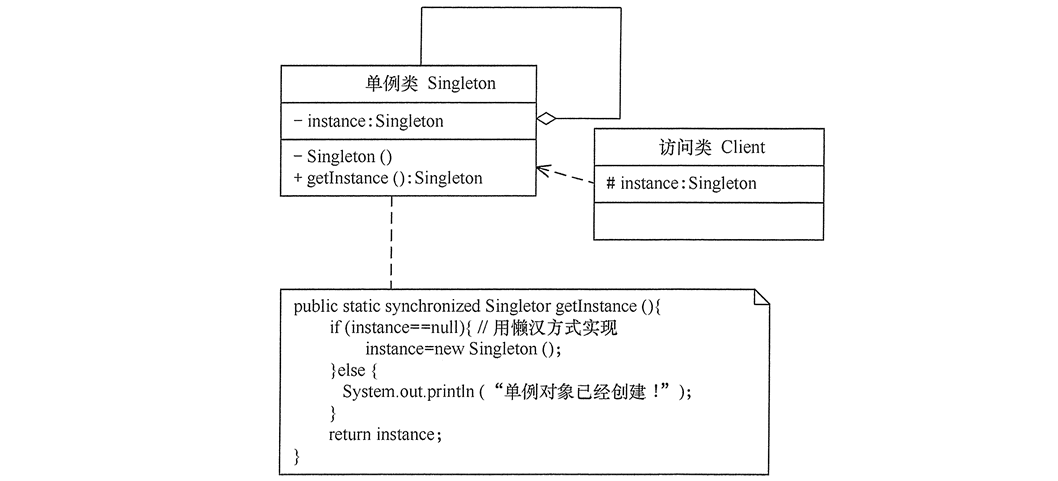 单例类 Singleton
- instance:Singleton
- Singleton ()
+ getInstance ():Singleton
访问类 Client
# instance:Singleton
public static synchronized Singletor getInstance (){
if (instance==null){ // 用懒汉方式实现
instance=new Singleton ();
}else {
System.out.println (“单例对象已经创建!”);
}
return instance;
}